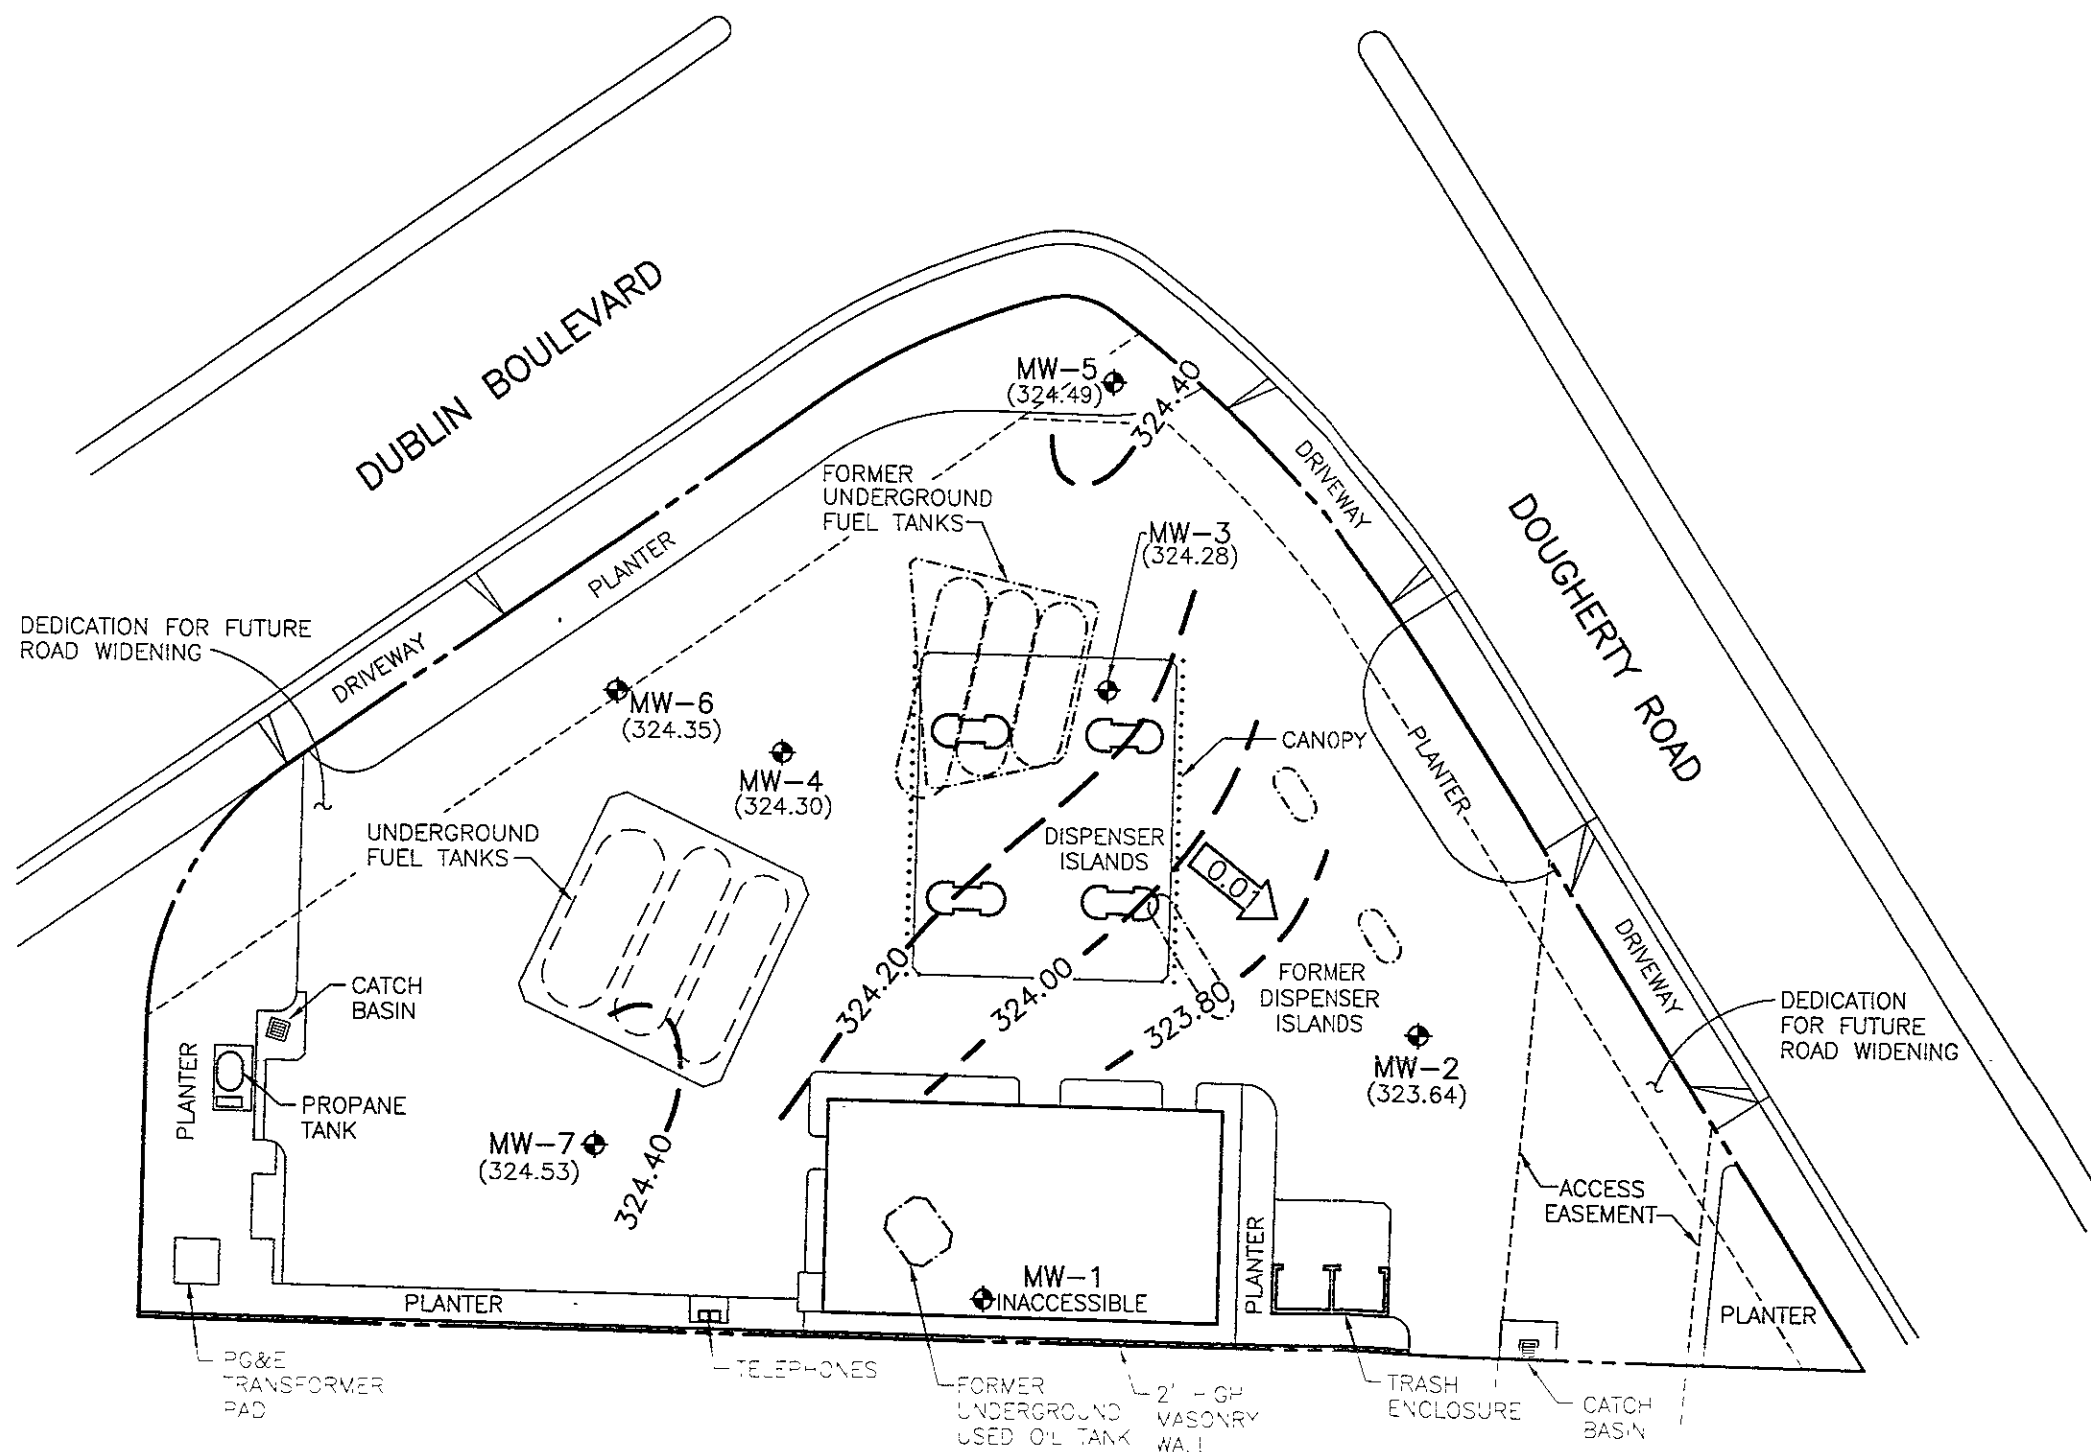 DUBLIN BOULEVARD
DOUGHERTY ROAD
MW-5
(324.49)
324.40
DRIVEWAY
FORMER
UNDERGROUND
FUEL TANKS
PLANTER
MW-3
(324.28)
DEDICATION FOR FUTURE
ROAD WIDENING
DRIVEWAY
MW-6
(324.35)
CANOPY
PLANTER
MW-4
(324.30)
UNDERGROUND
FUEL TANKS
DISPENSER
ISLANDS
0.01
324.20
324.00
323.80
FORMER
DISPENSER
ISLANDS
DRIVEWAY
CATCH
BASIN
DEDICATION
FOR FUTURE
ROAD WIDENING
PLANTER
PROPANE
TANK
MW-2
(323.64)
MW-7
(324.53)
324.40
ACCESS
EASEMENT
PLANTER
MW-1
INACCESSIBLE
PLANTER
PLANTER
PG&E
TRANSFORMER
PAD
TELEPHONES
FORMER
UNDERGROUND
USED OIL TANK
2' HIGH
MASONRY
WALL
TRASH
ENCLOSURE
CATCH
BASIN